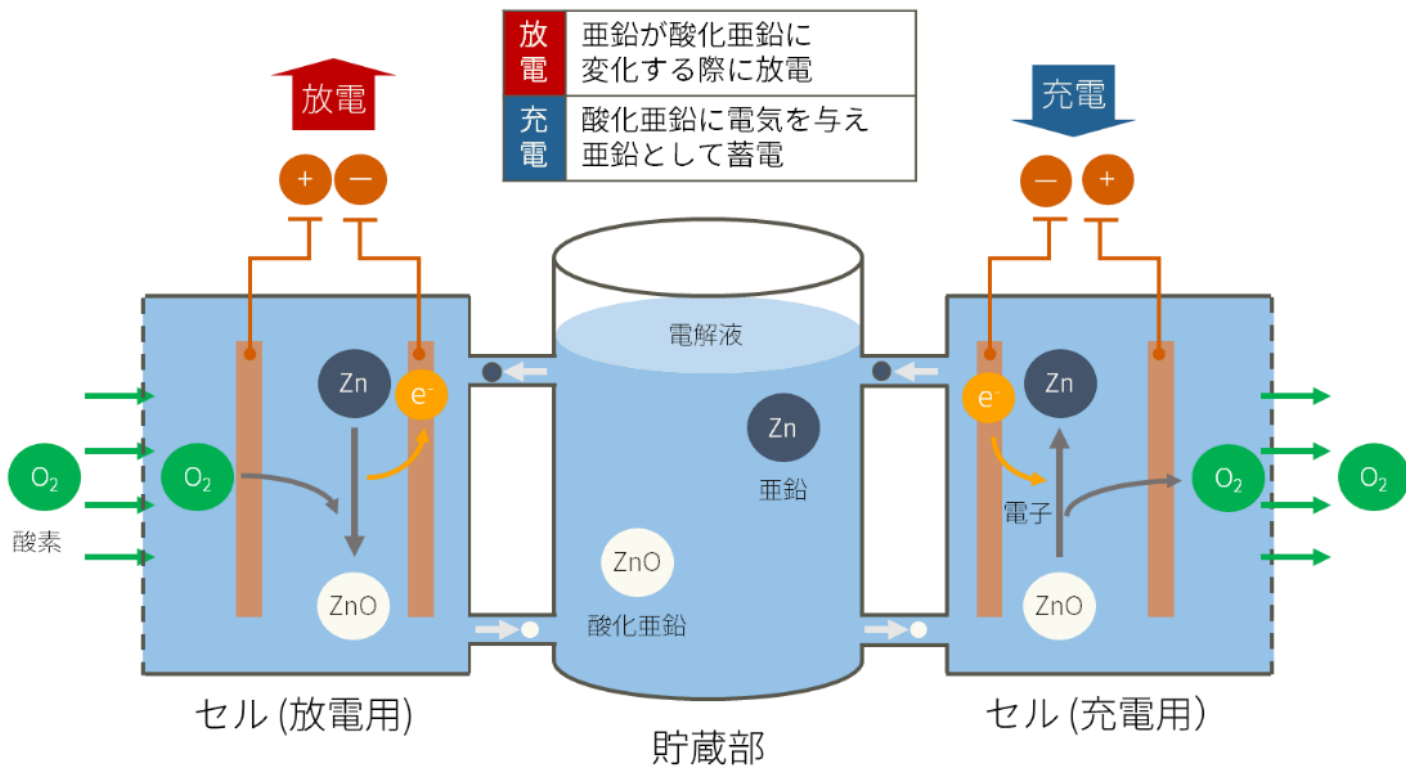 放電
亜鉛が酸化亜鉛に
変化する際に放電
充電
酸化亜鉛に電気を与え
亜鉛として蓄電
放電
充電
+
—
—
+
電解液
Zn
e-
Zn
亜鉛
e-
Zn
O₂
O₂
酸素
電子
O₂
O₂
ZnO
ZnO
酸化亜鉛
ZnO
セル (放電用)
貯蔵部
セル (充電用）